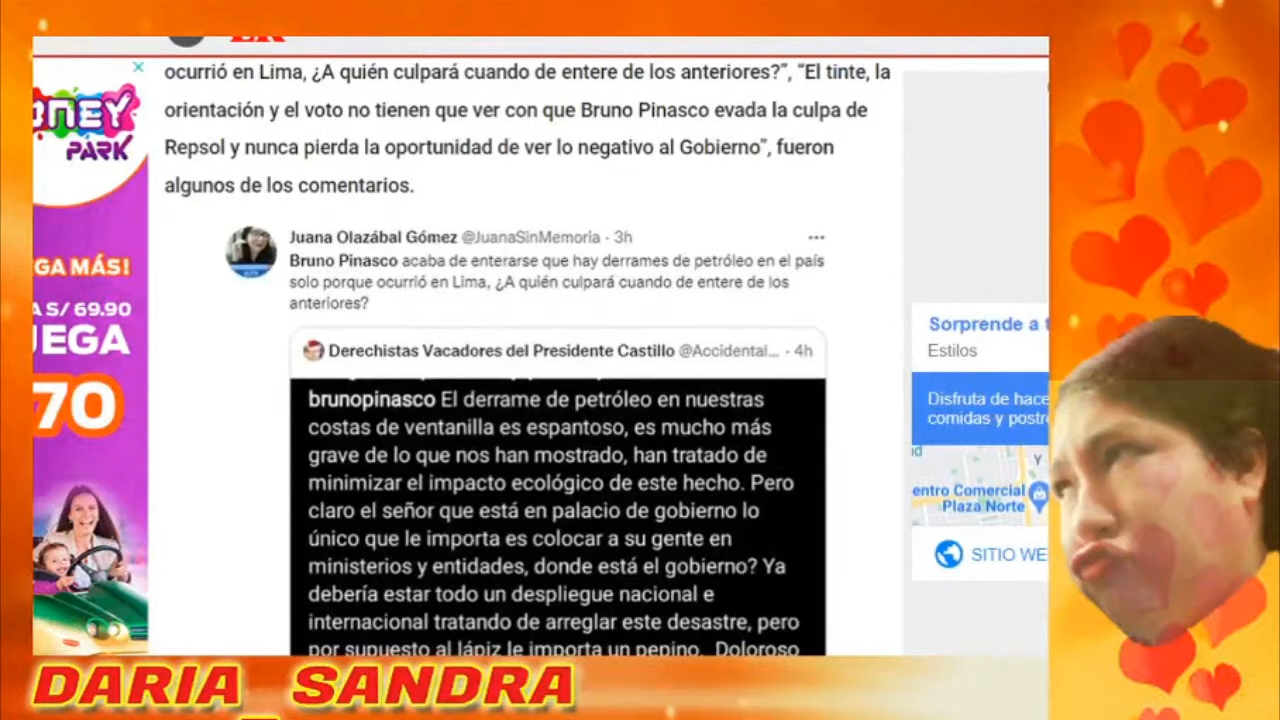 ocurrió en Lima, ¿A quién culpará cuando de entere de los anteriores?”, “El tinte, la
orientación y el voto no tienen que ver con que Bruno Pinasco evada la culpa de
Repsol y nunca pierda la oportunidad de ver lo negativo al Gobierno”, fueron
algunos de los comentarios.
PARK
GA MÁS!
A S/ 69.90
JEGA
70
Juana Olazábal Gómez @JuanaSinMemoria · 3h
Bruno Pinasco acaba de enterarse que hay derrames de petróleo en el país
solo porque ocurrió en Lima, ¿A quién culpará cuando de entere de los
anteriores?
Derechistas Vacadores del Presidente Castillo @Accidental... · 4h
brunopinasco El derrame de petróleo en nuestras
costas de ventanilla es espantoso, es mucho más
grave de lo que nos han mostrado, han tratado de
minimizar el impacto ecológico de este hecho. Pero
claro el señor que está en palacio de gobierno lo
único que le importa es colocar a su gente en
ministerios y entidades, donde está el gobierno? Ya
debería estar todo un despliegue nacional e
internacional tratando de arreglar este desastre, pero
por supuesto al lápiz le importa un pepino. Doloroso
Sorprende a t
Estilos
Disfruta de hace
comidas y postre
entro Comercial
Plaza Norte
SITIO WE
DARIA SANDRA